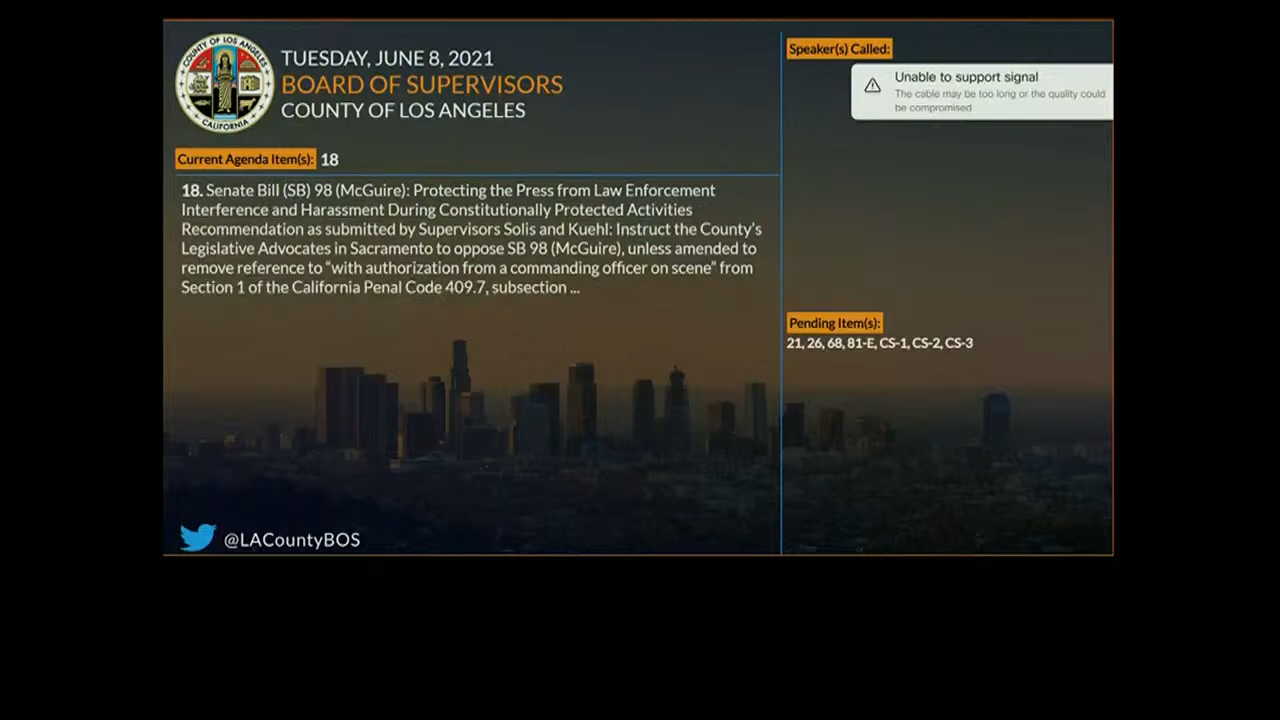 COUNTY OF LOS ANGELES
CALIFORNIA
TUESDAY, JUNE 8, 2021
BOARD OF SUPERVISORS
COUNTY OF LOS ANGELES
Current Agenda Item(s): 18
18. Senate Bill (SB) 98 (McGuire): Protecting the Press from Law Enforcement
Interference and Harassment During Constitutionally Protected Activities
Recommendation as submitted by Supervisors Solis and Kuehl: Instruct the County's
Legislative Advocates in Sacramento to oppose SB 98 (McGuire), unless amended to
remove reference to “with authorization from a commanding officer on scene” from
Section 1 of the California Penal Code 409.7, subsection ...
@LACountyBOS
Speaker(s) Called:
Unable to support signal
The cable may be too long or the quality could
be compromised
Pending Item(s):
21, 26, 68, 81-E, CS-1, CS-2, CS-3